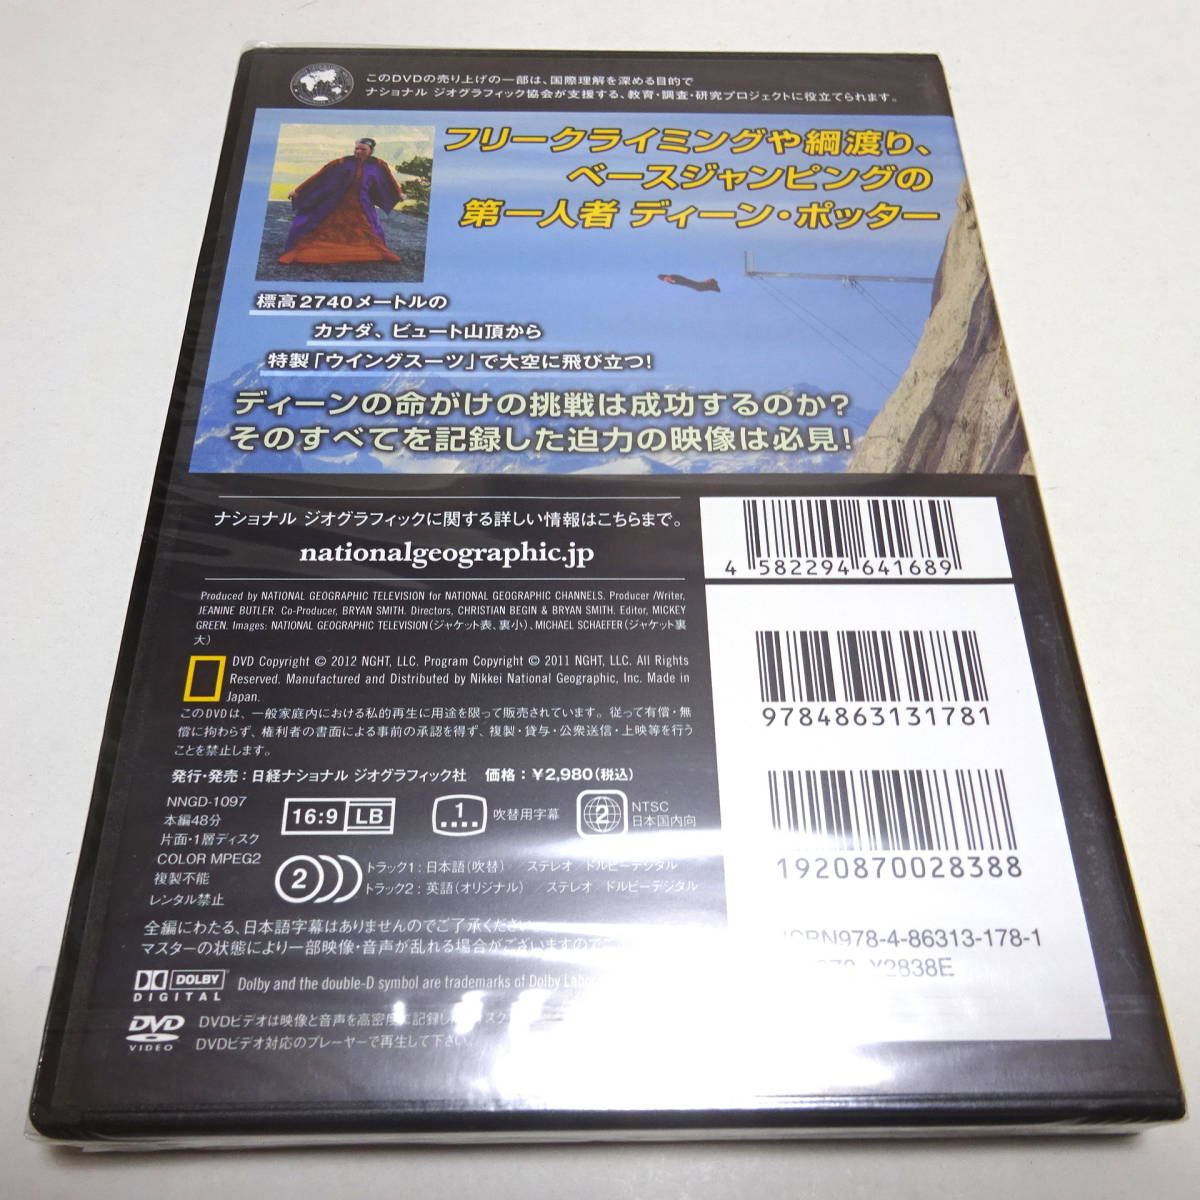 このDVDの売り上げの一部は、国際理解を深める目的で
ナショナル ジオグラフィック協会が支援する、教育・調査・研究プロジェクトに役立てられます。
フリークライミングや綱渡り、
ベースジャンピングの
第一人者 ディーン・ポッター
標高2740メートルの
カナダ、ビュート山頂から
特製「ウイングスーツ」で大空に飛び立つ!
ディーンの命がけの挑戦は成功するのか?
そのすべてを記録した迫力の映像は必見!
ナショナル ジオグラフィックに関する詳しい情報はこちらまで。
nationalgeographic.jp
4 582294 641689
Produced by NATIONAL GEOGRAPHIC TELEVISION for NATIONAL GEOGRAPHIC CHANNELS. Producer /Writer,
JEANINE BUTLER. Co-Producer, BRYAN SMITH. Directors, CHRISTIAN BEGIN & BRYAN SMITH. Editor, MICKEY
GREEN. Images: NATIONAL GEOGRAPHIC TELEVISION(ジャケット表、裏小)、MICHAEL SCHAEFER(ジャケット裏
大)
DVD Copyright © 2012 NGHT, LLC. Program Copyright © 2011 NGHT, LLC. All Rights
Reserved. Manufactured and Distributed by Nikkei National Geographic, Inc. Made in
Japan.
9784863131781
このDVDは、一般家庭内における私的再生に用途を限って販売されています。従って有償・無
償に拘わらず、権利者の書面による事前の承認を得ず、複製・貸与・公衆送信・上映等を行う
ことを禁止します。
発行・発売:日経ナショナル ジオグラフィック社 価格:¥2,980(税込)
NNGD-1097
本編48分
片面・1層ディスク
COLOR MPEG2
複製不能
レンタル禁止
16:9 LB
1 吹替用字幕
2 NTSC
日本国内向
2
トラック1:日本語(吹替) /ステレオ/ドルビーデジタル
トラック2:英語(オリジナル) /ステレオ/ドルビーデジタル
1920870028388
全編にわたる、日本語字幕はありませんのでご了承ください
マスターの状態により一部映像・音声が乱れる場合がございますのでご
ISBN978-4-86313-178-1
¥2838E
DOLBY
DIGITAL
Dolby and the double-D symbol are trademarks of Dolby
DVD
VIDEO
DVDビデオは映像と音声を高密度に記録し
DVDビデオ対応のプレーヤーで再生して下さい。